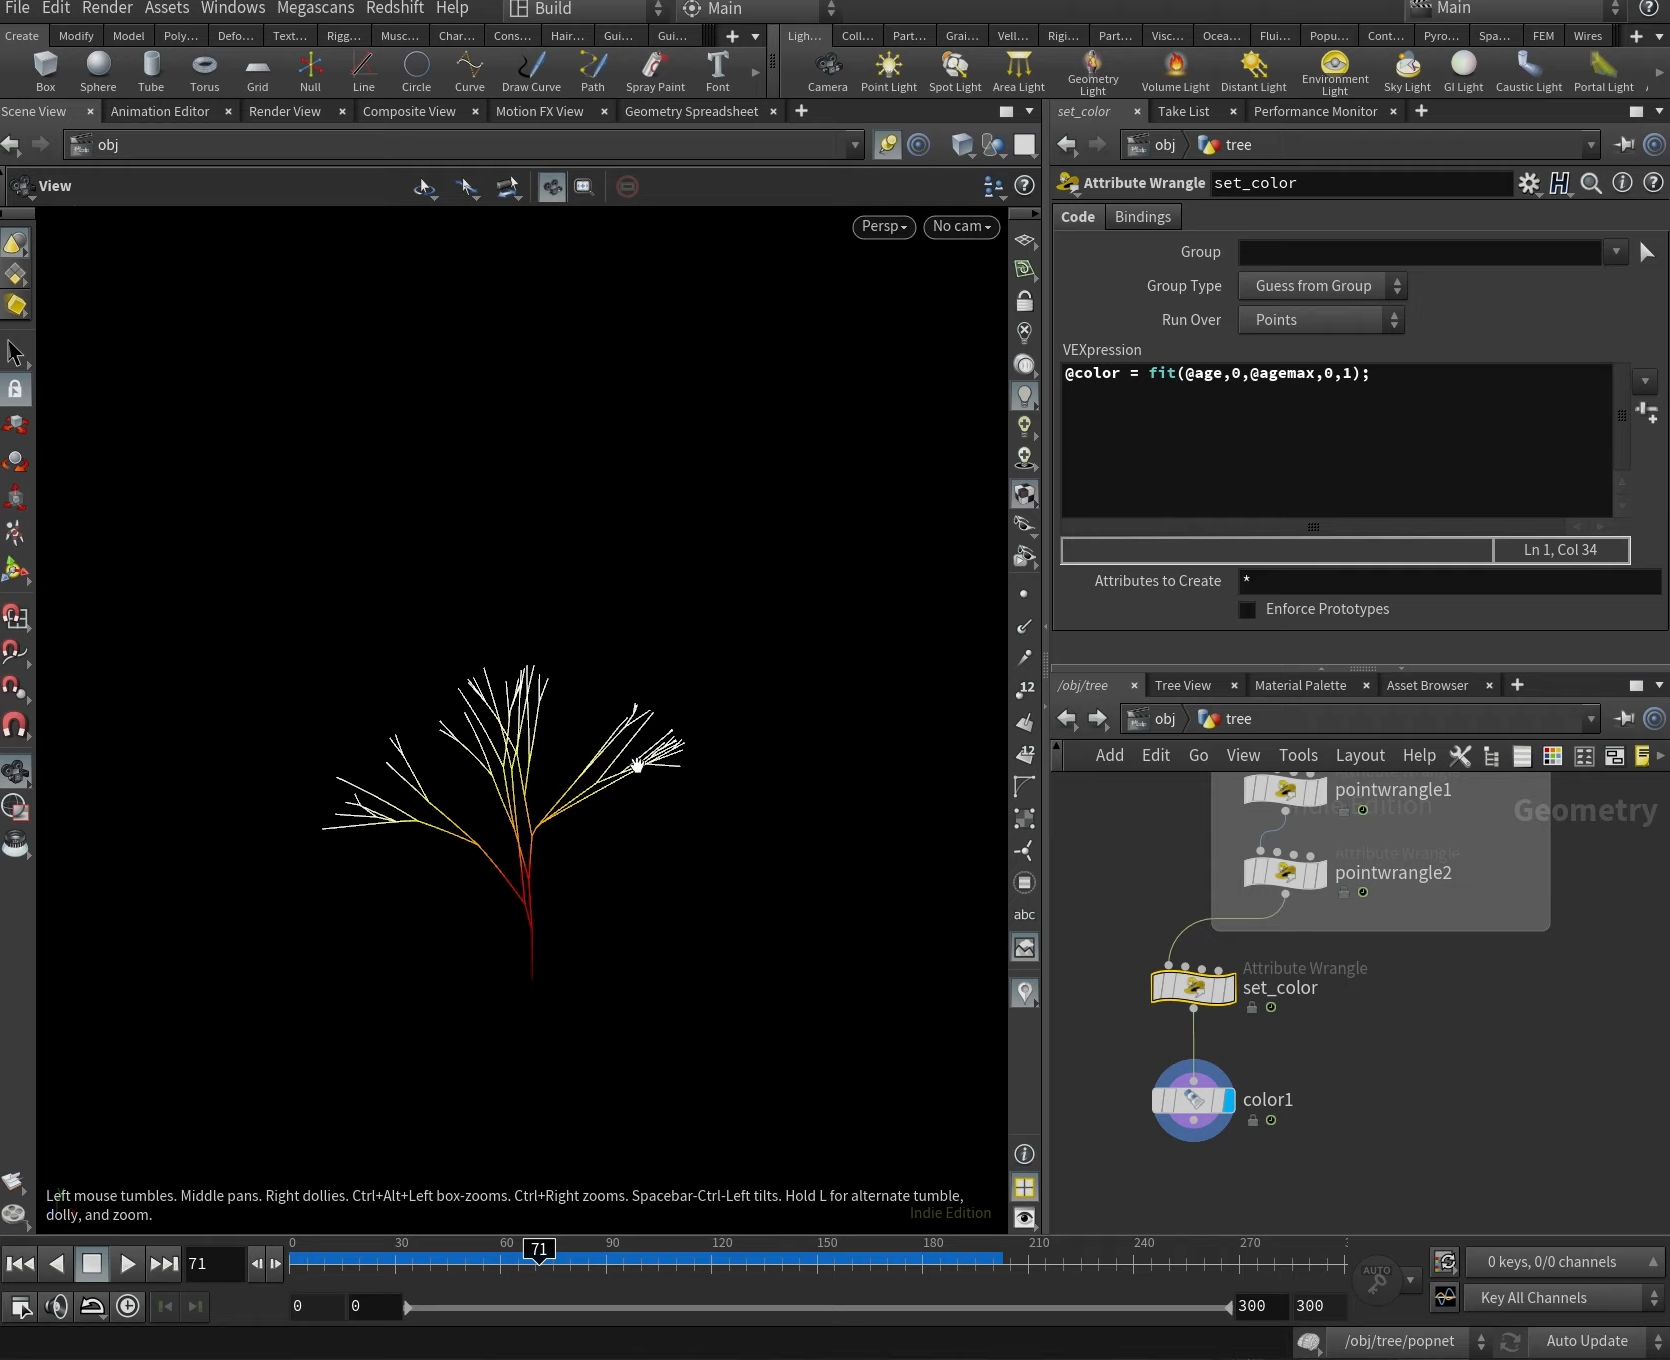 File Edit Render Assets Windows Megascans Redshift Help Build Main Main
Create Modify Model Poly... Defo... Text... Rigg... Musc... Char... Cons... Hair... Gui... Gui... Ligh... Coll... Part... Grai... Vell... Rigi... Part... Visc... Ocea... Flui... Popu... Cont... Pyro... Spa... FEM Wires
Box Sphere Tube Torus Grid Null Line Circle Curve Draw Curve Path Spray Paint Font Camera Point Light Spot Light Area Light Geometry Light Volume Light Distant Light Environment Light Sky Light GI Light Caustic Light Portal Light
Scene View Animation Editor Render View Composite View Motion FX View Geometry Spreadsheet
set_color Take List Performance Monitor
obj
obj tree
View
Attribute Wrangle set_color
Code Bindings
Persp No cam
Group
Group Type Guess from Group
Run Over Points
VEXpression
@color = fit(@age,0,@agemax,0,1);
Ln 1, Col 34
Attributes to Create *
Enforce Prototypes
12
12
abc
/obj/tree Tree View Material Palette Asset Browser
obj tree
Add Edit Go View Tools Layout Help
Attribute Wrangle
pointwrangle1
Edition
Geometry
Attribute Wrangle
pointwrangle2
Attribute Wrangle
set_color
color1
Left mouse tumbles. Middle pans. Right dollies. Ctrl+Alt+Left box-zooms. Ctrl+Right zooms. Spacebar-Ctrl-Left tilts. Hold L for alternate tumble,
dolly, and zoom.
Indie Edition
0 30 60 90 120 150 180 210 240 270
71
71
AUTO
0 keys, 0/0 channels
0 0 300 300
Key All Channels
/obj/tree/popnet Auto Update